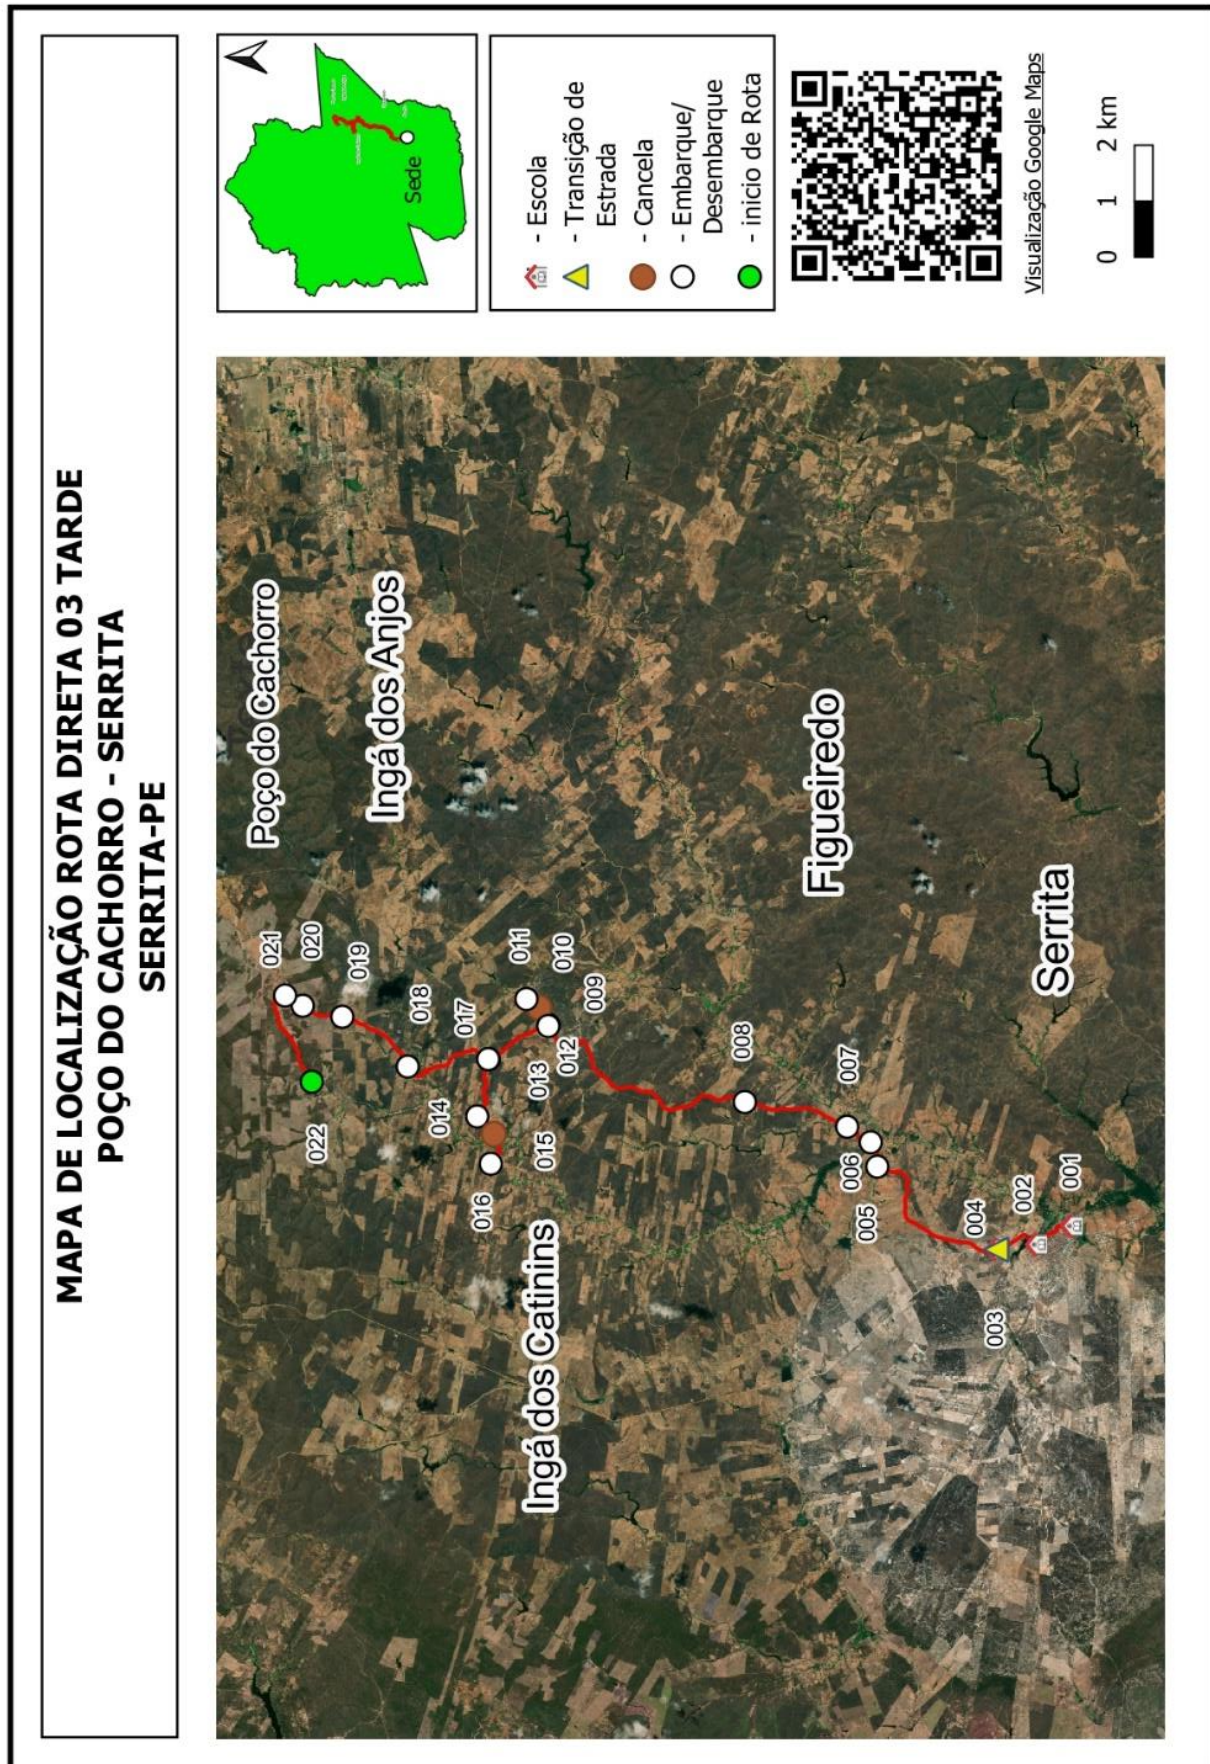 MAPA DE LOCALIZAÇÃO ROTA DIRETA 03 TARDE
POÇO DO CACHORRO - SERRITA
SERRITA-PE
Poço do Cachorro
Ingá dos Anjos
Ingá dos Catinins
Figueiredo
Serrita
022
021
020
019
018
017
016
015
014
013
012
011
010
009
008
007
006
005
004
003
002
001
Sede
- Escola
- Transição de
Estrada
- Cancela
- Embarque/
Desembarque
- inicio de Rota
Visualização Google Maps
0 1 2 km